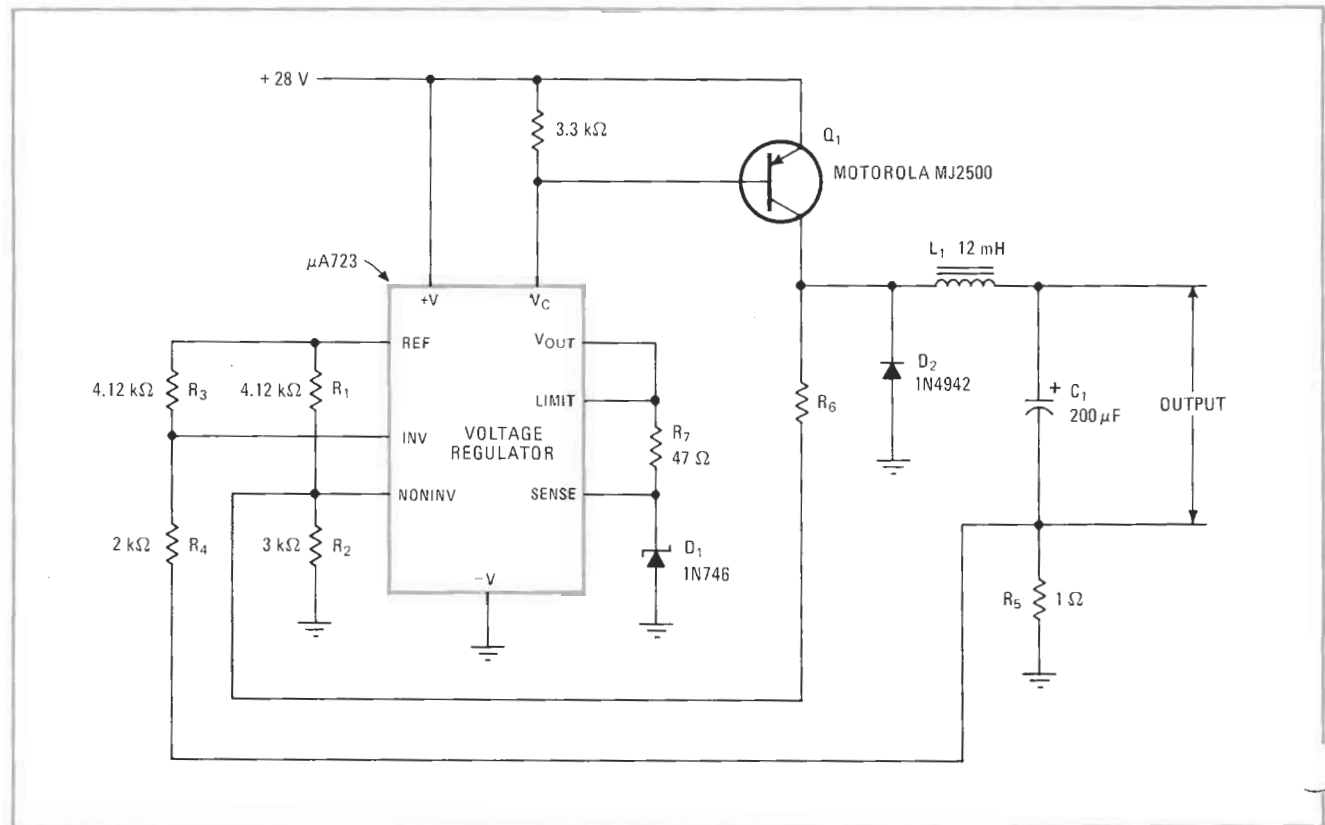 + 28 V
3.3 kΩ
Q₁
MOTOROLA MJ2500
L₁ 12 mH
μA723
+V
V_C
REF
V_OUT
4.12 kΩ R₃
4.12 kΩ R₁
LIMIT
D₂
1N4942
+ C₁
200 μF
OUTPUT
R₆
INV
VOLTAGE
REGULATOR
R₇
47 Ω
NONINV
SENSE
2 kΩ R₄
3 kΩ R₂
D₁
1N746
−V
R₅ 1 Ω